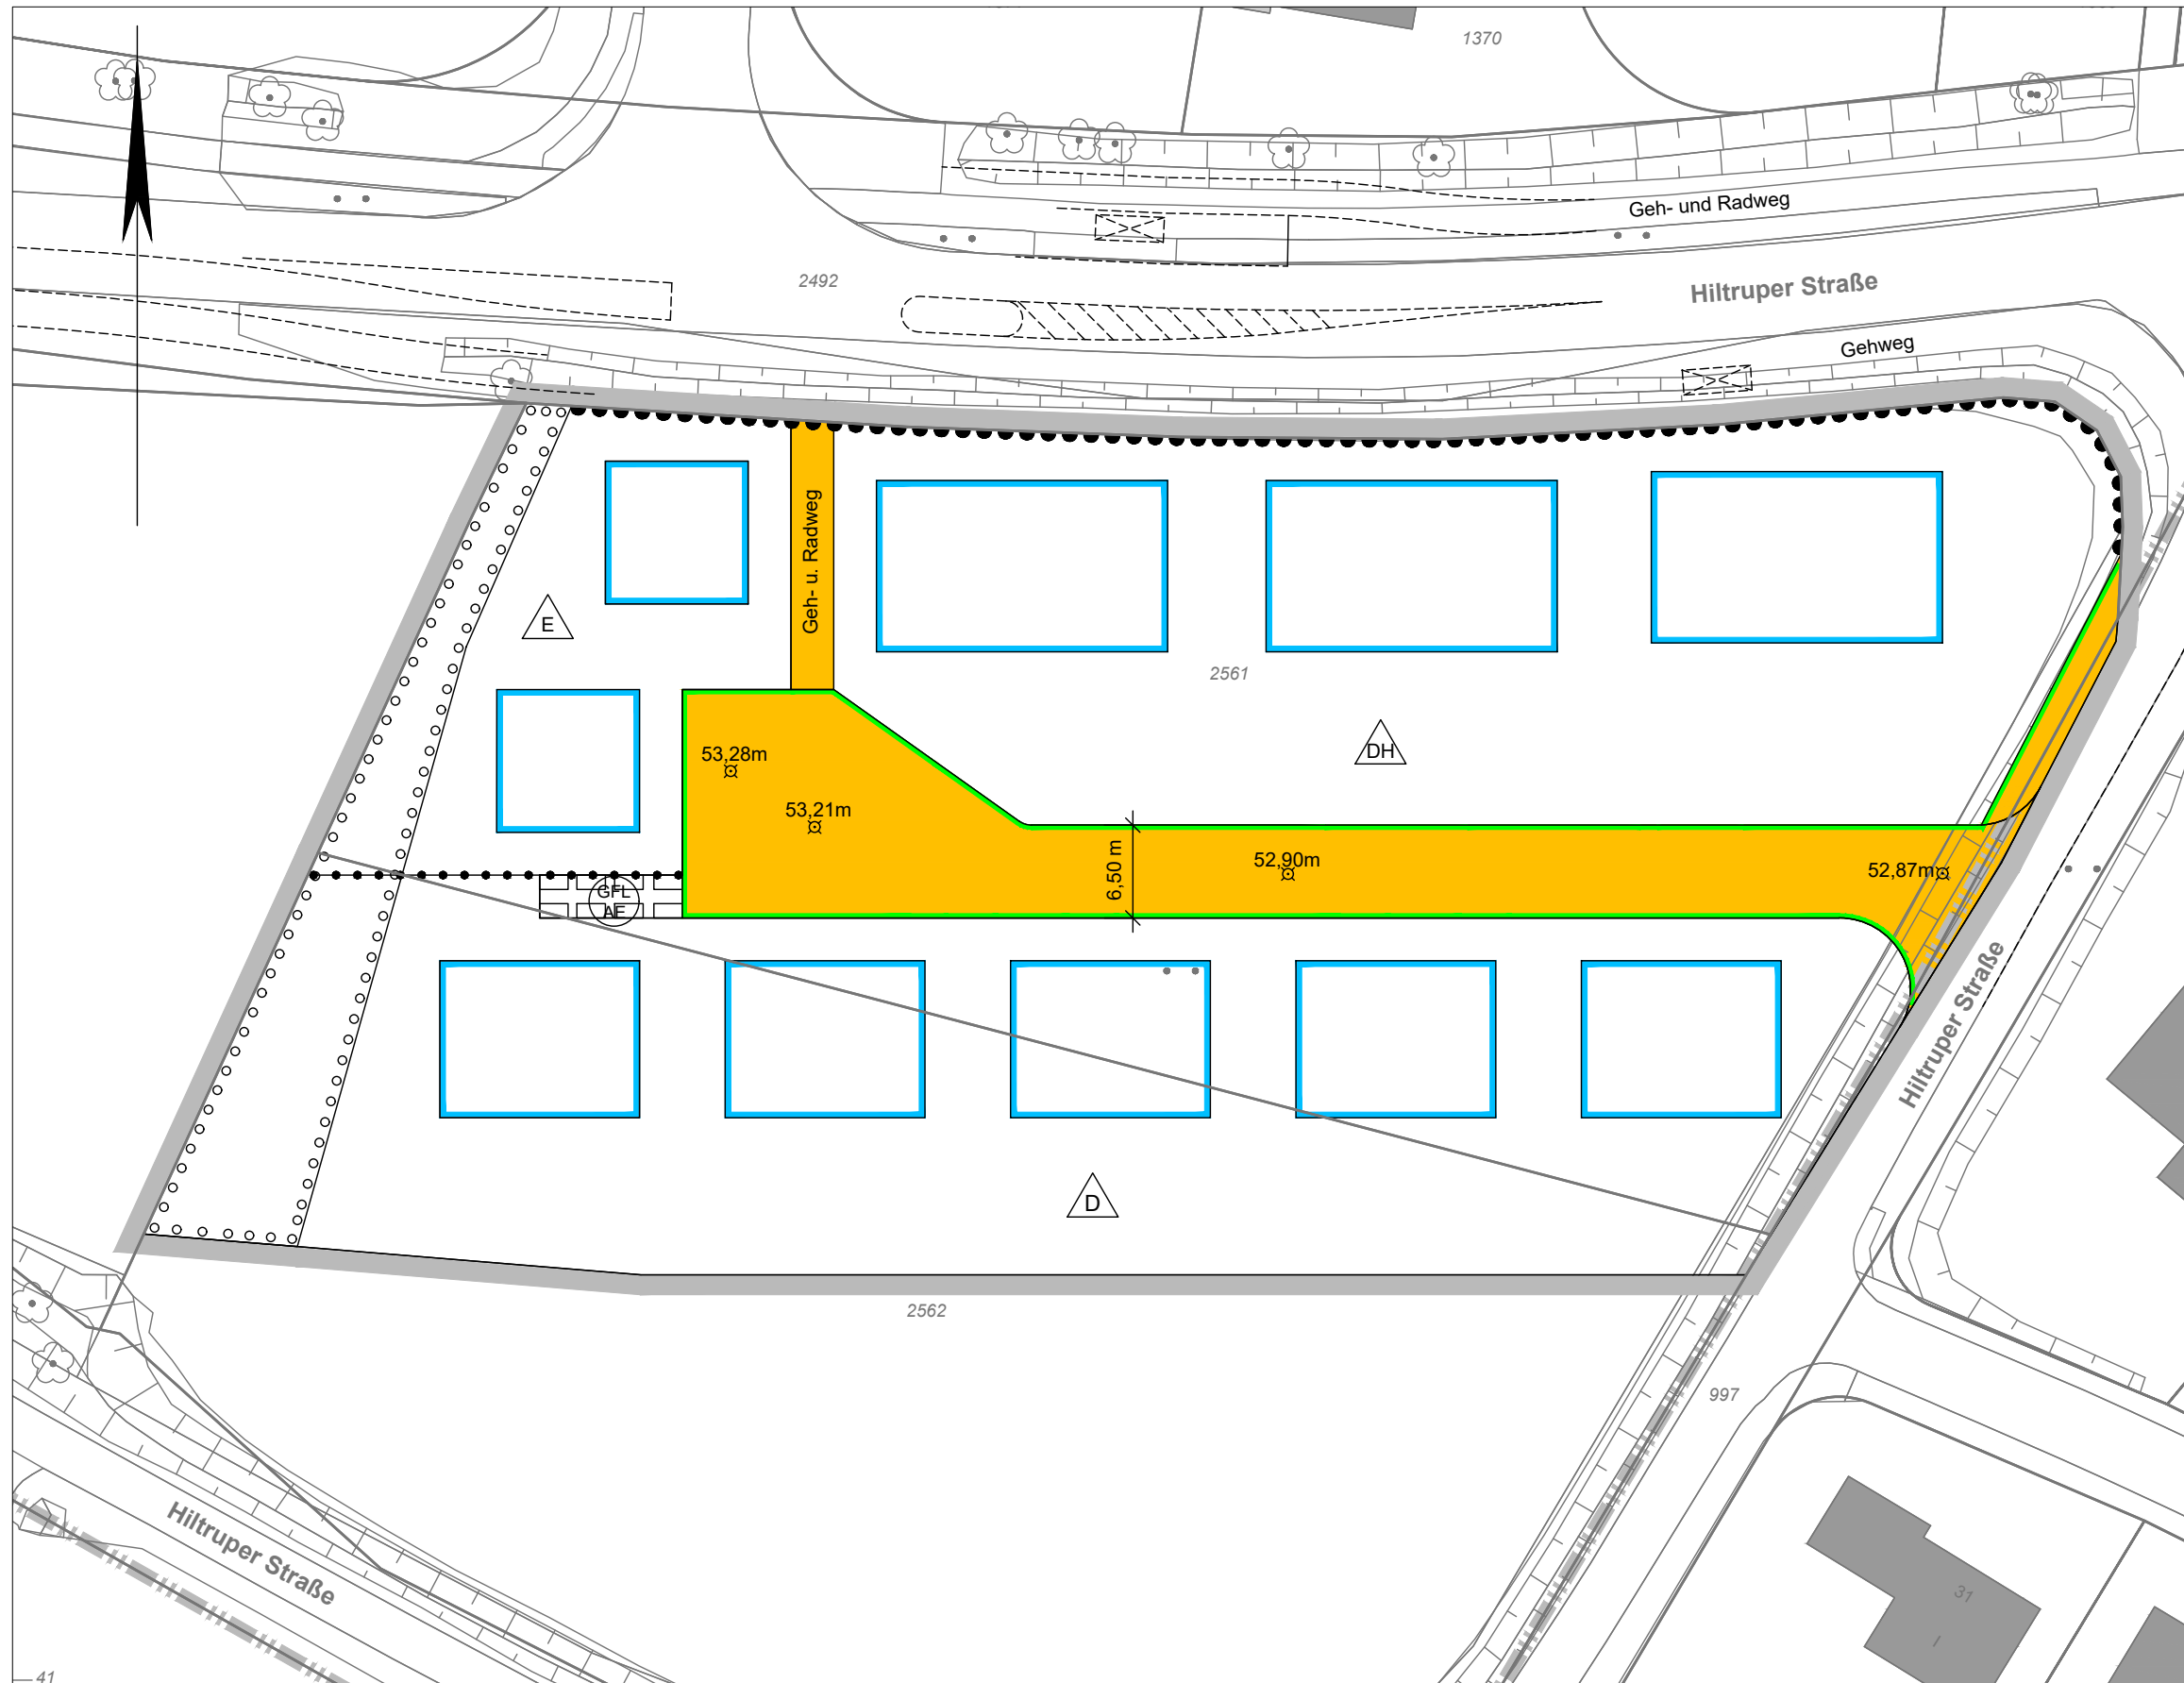 1370
Geh- und Radweg
2492
Hiltruper Straße
Gehweg
Geh- u. Radweg
E
2561
DH
53,28m
53,21m
6,50 m
52,90m
52,87m
GFL
AE
Hiltruper Straße
D
2562
997
Hiltruper Straße
31
I
41